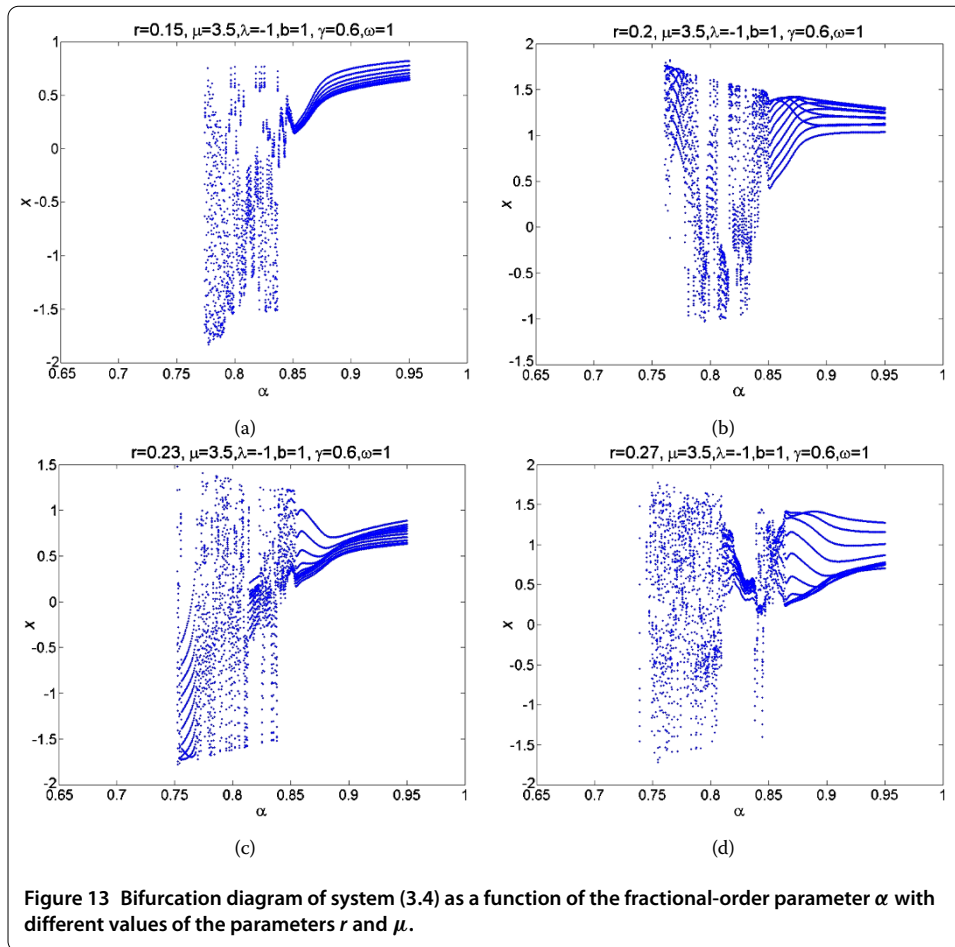 r=0.15, μ=3.5,λ=-1,b=1, γ=0.6,ω=1
1
0.5
0
-0.5
-1
-1.5
-2
x
0.65 0.7 0.75 0.8 0.85 0.9 0.95 1
α
(a)
r=0.2, μ=3.5,λ=-1,b=1, γ=0.6,ω=1
2
1.5
1
0.5
0
-0.5
-1
-1.5
x
0.65 0.7 0.75 0.8 0.85 0.9 0.95 1
α
(b)
r=0.23, μ=3.5,λ=-1,b=1, γ=0.6,ω=1
1.5
1
0.5
0
-0.5
-1
-1.5
-2
x
0.65 0.7 0.75 0.8 0.85 0.9 0.95 1
α
(c)
r=0.27, μ=3.5,λ=-1,b=1, γ=0.6,ω=1
2
1.5
1
0.5
0
-0.5
-1
-1.5
-2
x
0.65 0.7 0.75 0.8 0.85 0.9 0.95 1
α
(d)
Figure 13 Bifurcation diagram of system (3.4) as a function of the fractional-order parameter α with
different values of the parameters r and μ.